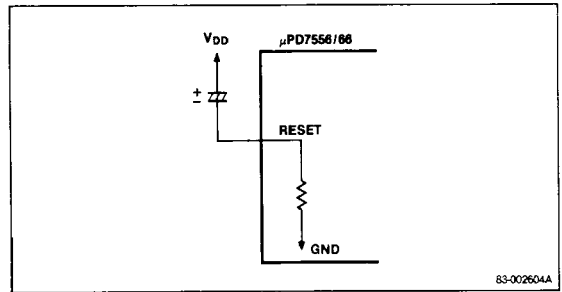 VDD
µPD7556/66
+
−
RESET
GND
83-002604A